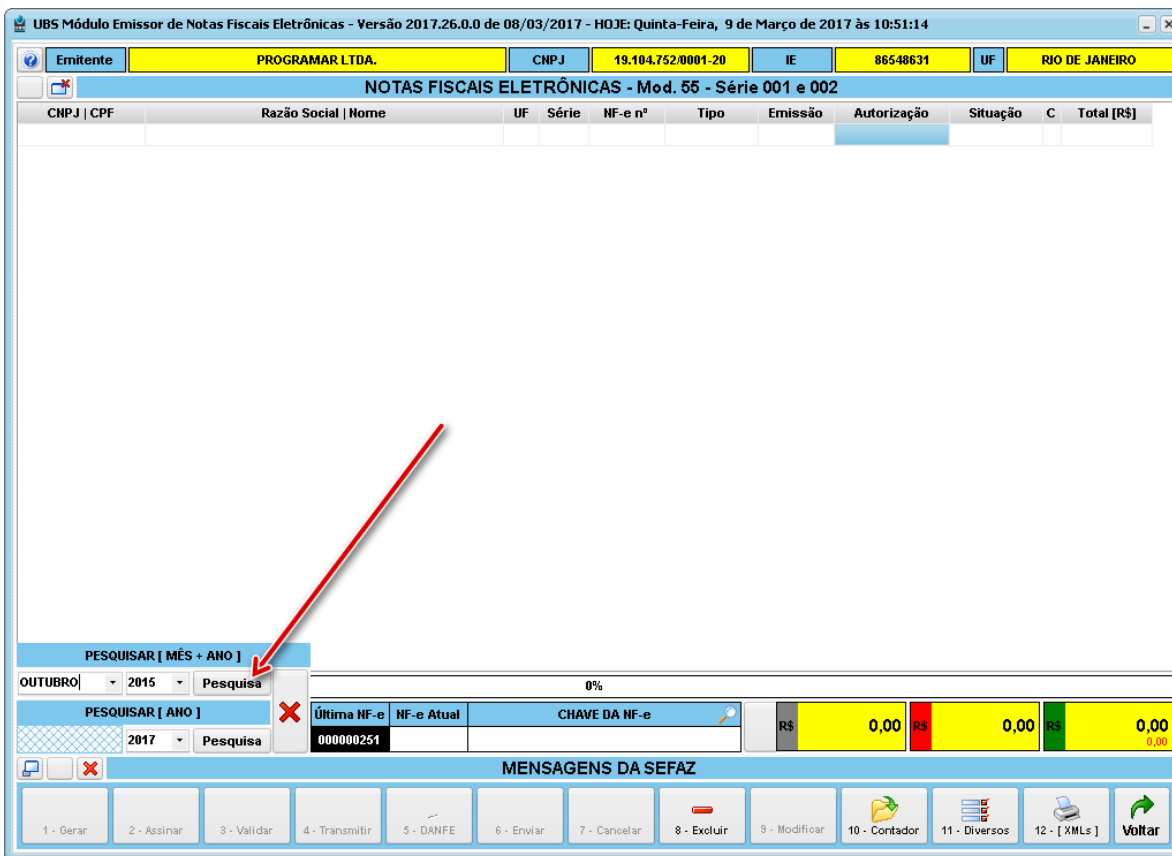 UBS Módulo Emissor de Notas Fiscais Eletrônicas - Versão 2017.26.0.0 de 08/03/2017 - HOJE: Quinta-Feira, 9 de Março de 2017 às 10:51:14
Emitente PROGRAMAR LTDA. CNPJ 19.104.752/0001-20 IE 86548631 UF RIO DE JANEIRO
NOTAS FISCAIS ELETRÔNICAS - Mod. 55 - Série 001 e 002
CNPJ | CPF Razão Social | Nome UF Série NF-e nº Tipo Emissão Autorização Situação C Total [R$]
PESQUISAR [ MÊS + ANO ]
OUTUBRO 2015 Pesquisa
0%
PESQUISAR [ ANO ]
2017 Pesquisa
Última NF-e NF-e Atual CHAVE DA NF-e
000000251
R$ 0,00 R$ 0,00 R$ 0,00
0,00
MENSAGENS DA SEFAZ
1 - Gerar 2 - Assinar 3 - Validar 4 - Transmitir 5 - DANFE 6 - Enviar 7 - Cancelar 8 - Excluir 9 - Modificar 10 - Contador 11 - Diversos 12 - [ XMLs ] Voltar